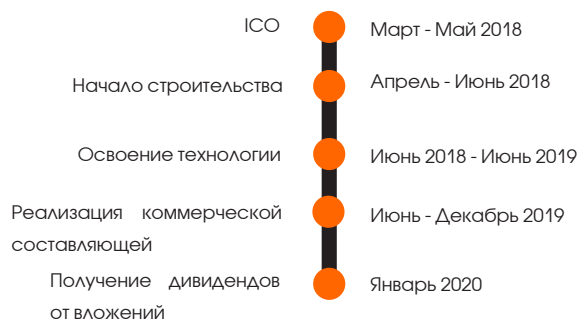 ICO
Март - Май 2018
Начало строительства
Апрель - Июнь 2018
Освоение технологии
Июнь 2018 - Июнь 2019
Реализация коммерческой
составляющей
Июнь - Декабрь 2019
Получение дивидендов
от вложений
Январь 2020